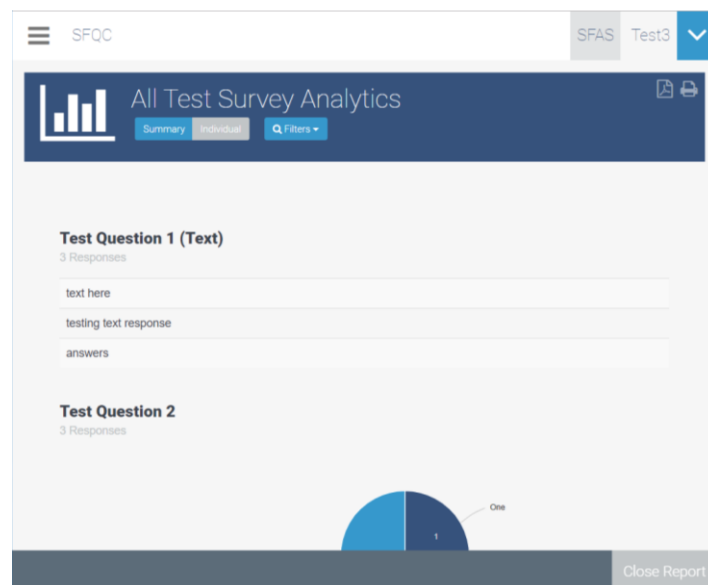 SFQC
SFAS Test3
All Test Survey Analytics
Summary Individual Filters
Test Question 1 (Text)
3 Responses
text here
testing text response
answers
Test Question 2
3 Responses
One
1
Close Report